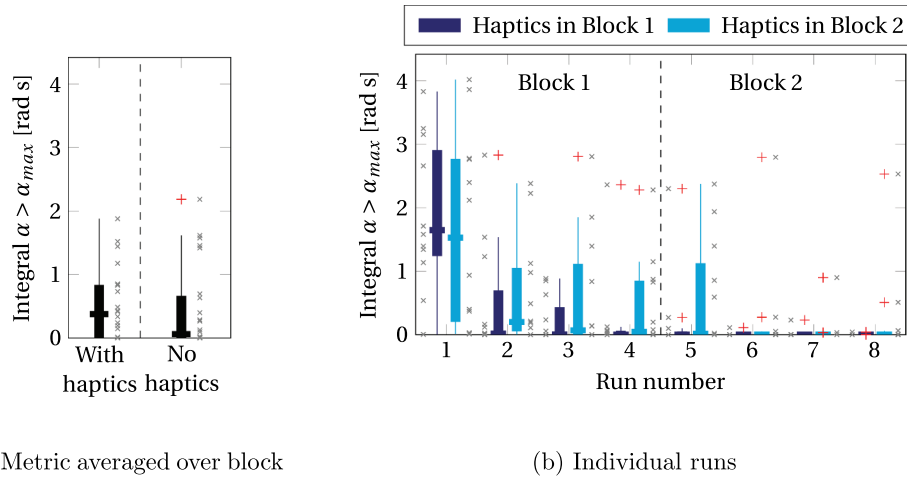 Haptics in Block 1
Haptics in Block 2
Integral α > αmax [rad s]
4
3
2
1
0
With haptics
No haptics
Metric averaged over block
Integral α > αmax [rad s]
4
3
2
1
0
Block 1
Block 2
1 2 3 4 5 6 7 8
Run number
(b) Individual runs